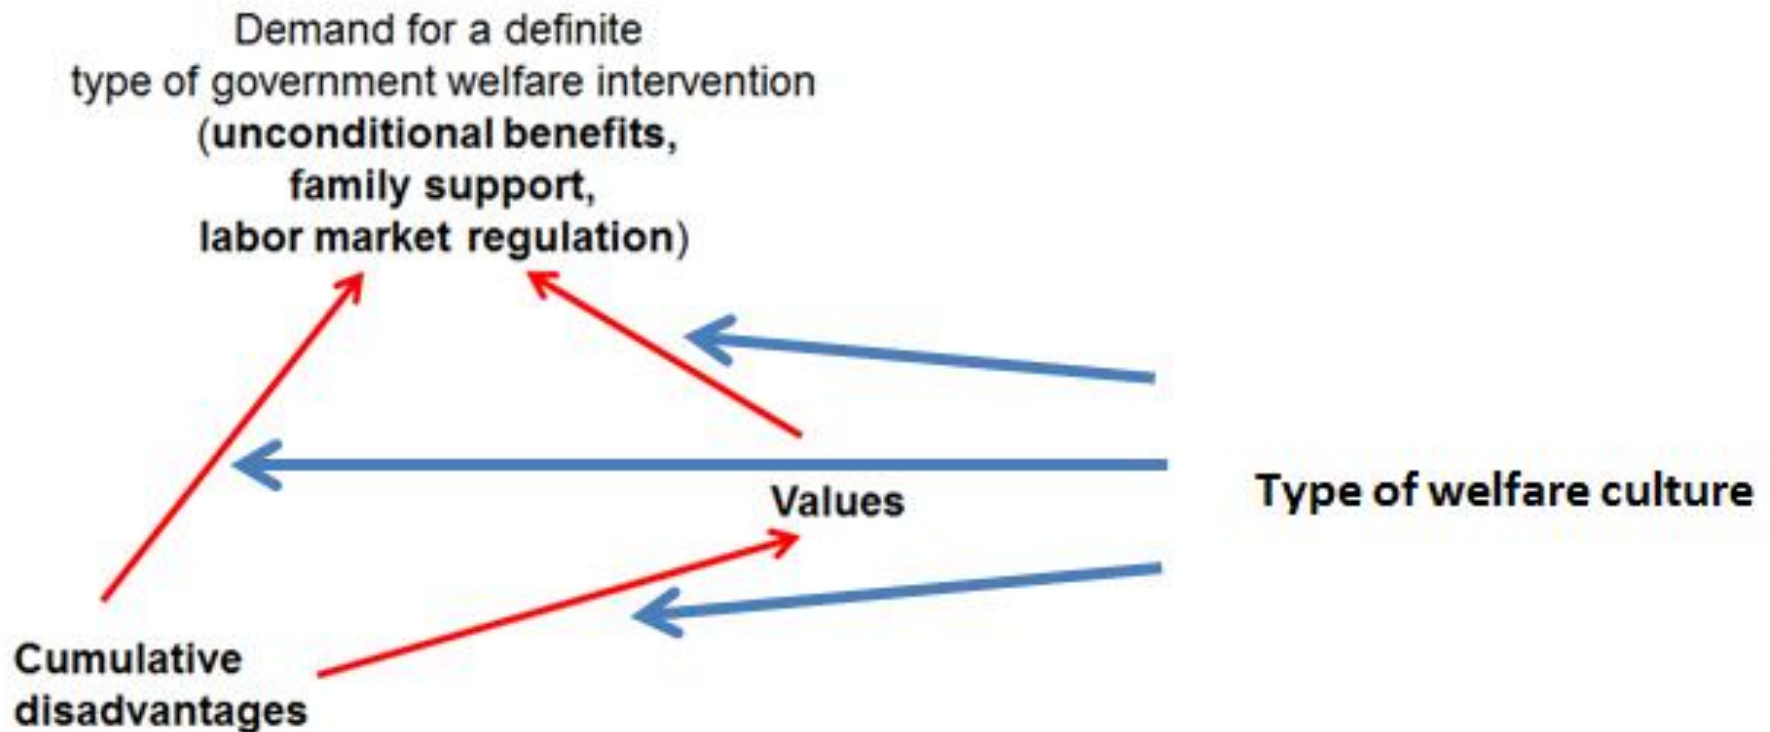 Demand for a definite
type of government welfare intervention
(unconditional benefits,
family support,
labor market regulation)
Values
Type of welfare culture
Cumulative
disadvantages